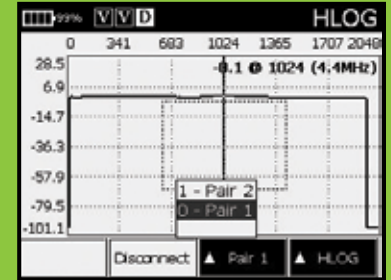 99% V V D HLOG
0 341 683 1024 1365 1707 2048
28.5 -0.1 @ 1024 (4.4MHz)
6.9
-14.7
-36.3
-57.9
1 - Pair 2
-79.5 0 - Pair 1
-101.1
Disconnect ▲ Pair 1 ▲ HLOG